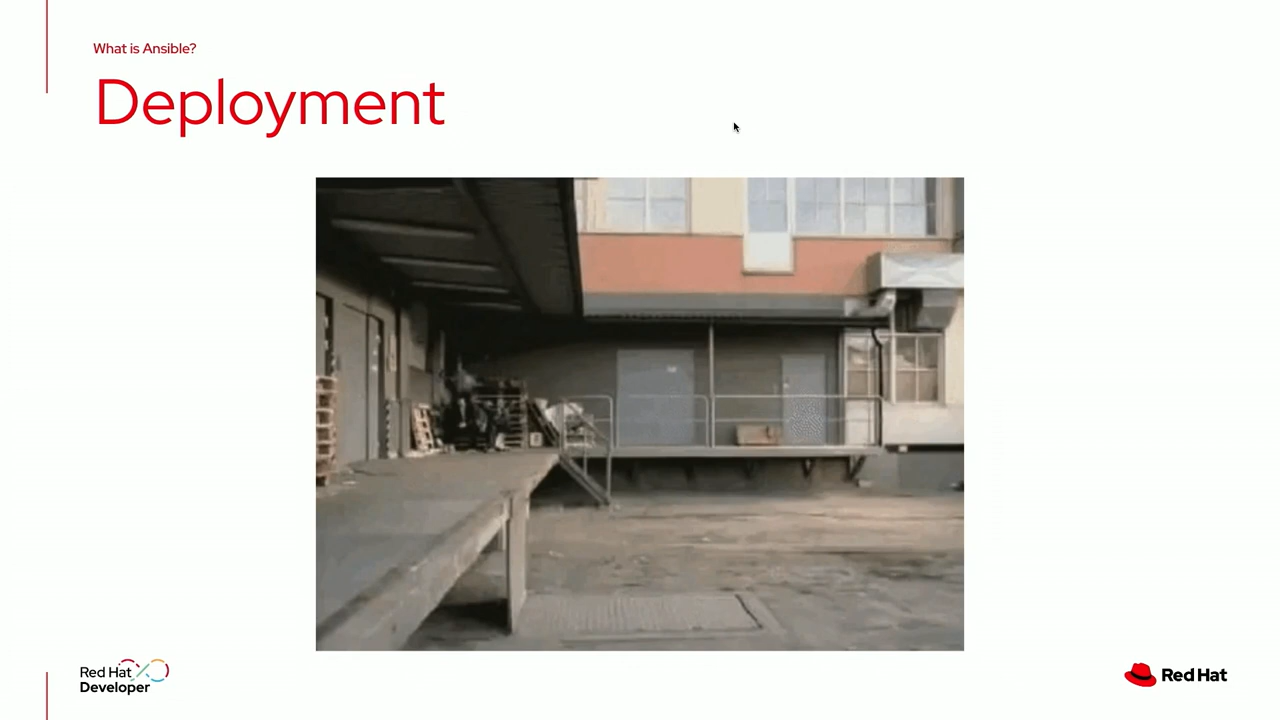 What is Ansible?
Deployment
Red Hat
Developer
Red Hat